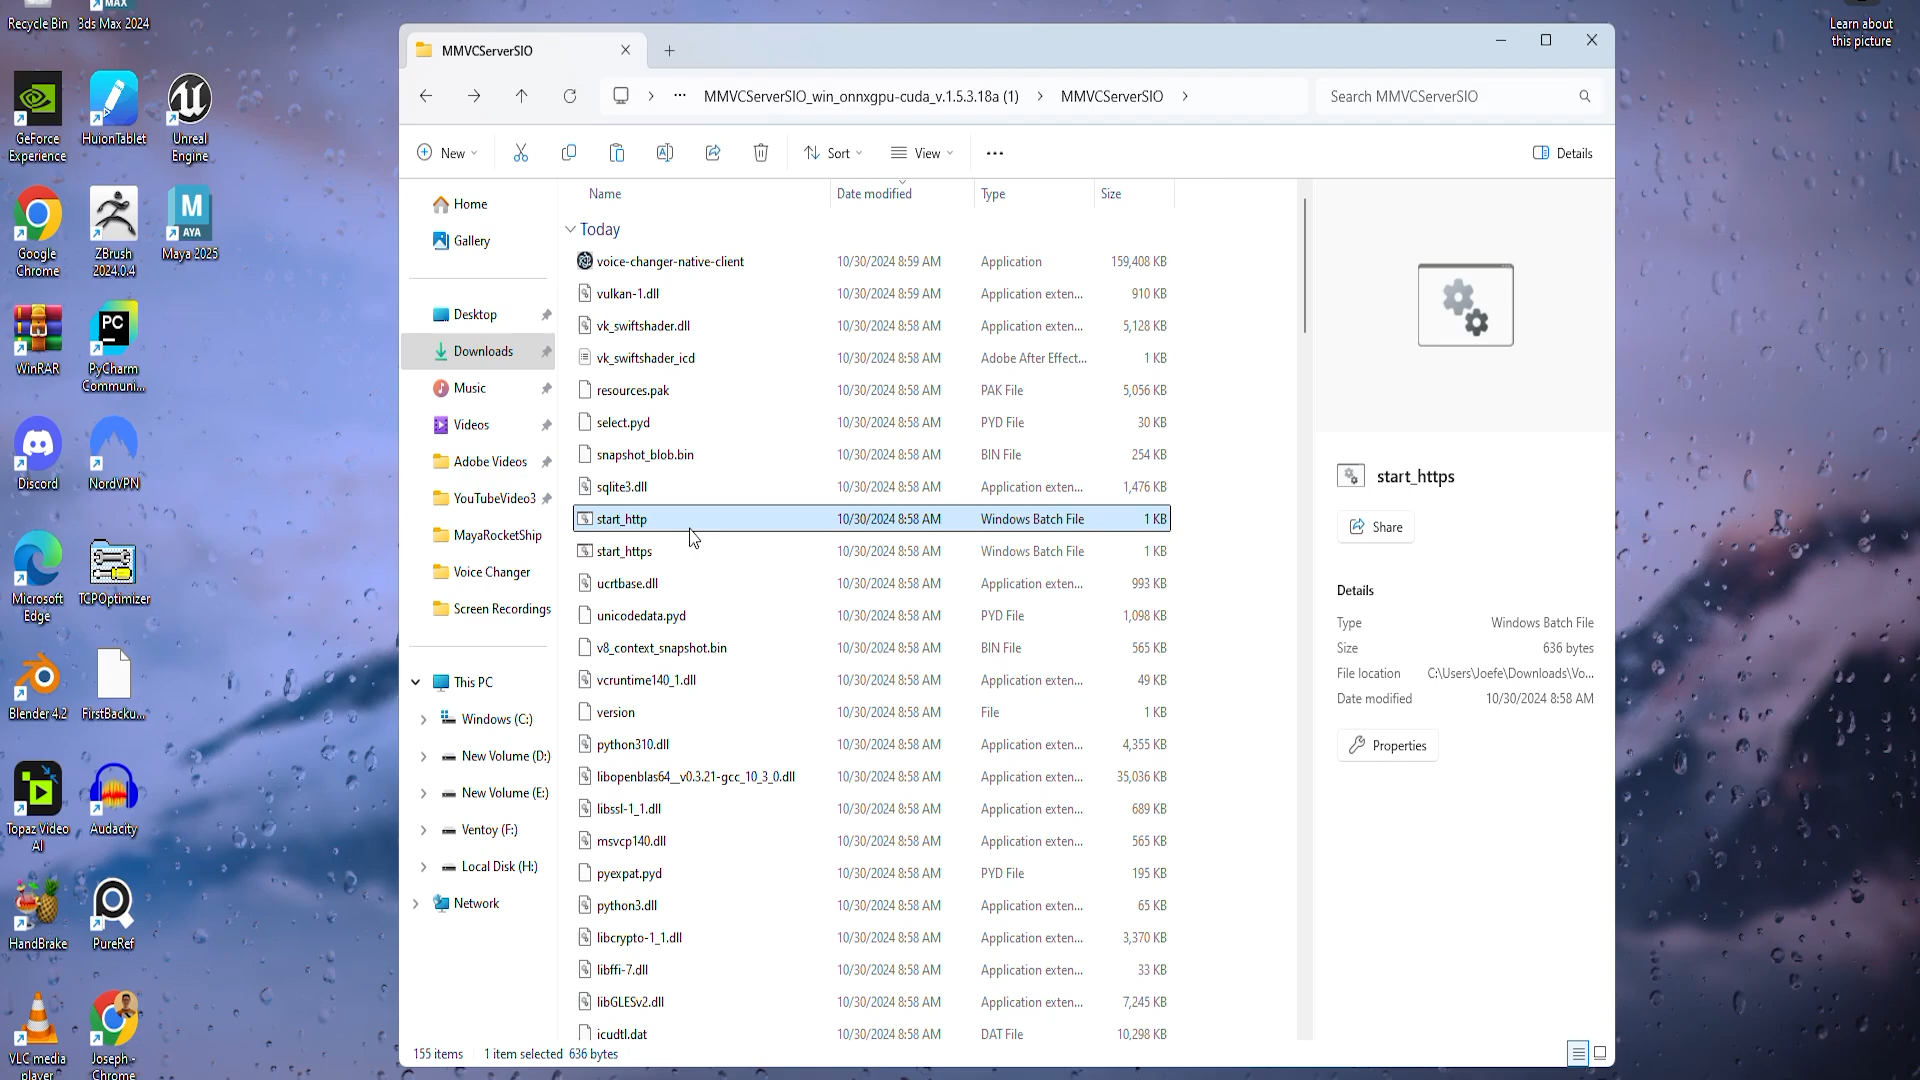 Recycle Bin
3ds Max 2024
GeForce
Experience
HuionTablet
Unreal
Engine
Google
Chrome
ZBrush
2024.0.4
Maya 2025
WinRAR
PyCharm
Communi...
Discord
NordVPN
Microsoft
Edge
TCPOptimizer
Blender 4.2
FirstBacku...
Topaz Video
AI
Audacity
HandBrake
PureRef
VLC media
player
Joseph -
Chrome
Learn about
this picture
MMVCServerSIO
MMVCServerSIO_win_onnxgpu-cuda_v.1.5.3.18a (1)
MMVCServerSIO
Search MMVCServerSIO
New
Sort
View
Details
Home
Gallery
Desktop
Downloads
Music
Videos
Adobe Videos
YouTubeVideo3
MayaRocketShip
Voice Changer
Screen Recordings
This PC
Windows (C:)
New Volume (D:)
New Volume (E:)
Ventoy (F:)
Local Disk (H:)
Network
Name Date modified Type Size
Today
voice-changer-native-client 10/30/2024 8:59 AM Application 159,408 KB
vulkan-1.dll 10/30/2024 8:59 AM Application exten... 910 KB
vk_swiftshader.dll 10/30/2024 8:58 AM Application exten... 5,128 KB
vk_swiftshader_icd 10/30/2024 8:58 AM Adobe After Effect... 1 KB
resources.pak 10/30/2024 8:58 AM PAK File 5,056 KB
select.pyd 10/30/2024 8:58 AM PYD File 30 KB
snapshot_blob.bin 10/30/2024 8:58 AM BIN File 254 KB
sqlite3.dll 10/30/2024 8:58 AM Application exten... 1,476 KB
start_http 10/30/2024 8:58 AM Windows Batch File 1 KB
start_https 10/30/2024 8:58 AM Windows Batch File 1 KB
ucrtbase.dll 10/30/2024 8:58 AM Application exten... 993 KB
unicodedata.pyd 10/30/2024 8:58 AM PYD File 1,098 KB
v8_context_snapshot.bin 10/30/2024 8:58 AM BIN File 565 KB
vcruntime140_1.dll 10/30/2024 8:58 AM Application exten... 49 KB
version 10/30/2024 8:58 AM File 1 KB
python310.dll 10/30/2024 8:58 AM Application exten... 4,355 KB
libopenblas64__v0.3.21-gcc_10_3_0.dll 10/30/2024 8:58 AM Application exten... 35,036 KB
libssl-1_1.dll 10/30/2024 8:58 AM Application exten... 689 KB
msvcp140.dll 10/30/2024 8:58 AM Application exten... 565 KB
pyexpat.pyd 10/30/2024 8:58 AM PYD File 195 KB
python3.dll 10/30/2024 8:58 AM Application exten... 65 KB
libcrypto-1_1.dll 10/30/2024 8:58 AM Application exten... 3,370 KB
libffi-7.dll 10/30/2024 8:58 AM Application exten... 33 KB
libGLESv2.dll 10/30/2024 8:58 AM Application exten... 7,245 KB
icudtl.dat 10/30/2024 8:58 AM DAT File 10,298 KB
155 items 1 item selected 636 bytes
start_https
Share
Details
Type Windows Batch File
Size 636 bytes
File location C:\Users\Joefe\Downloads\Vo...
Date modified 10/30/2024 8:58 AM
Properties
PC
M
AYA
MAX